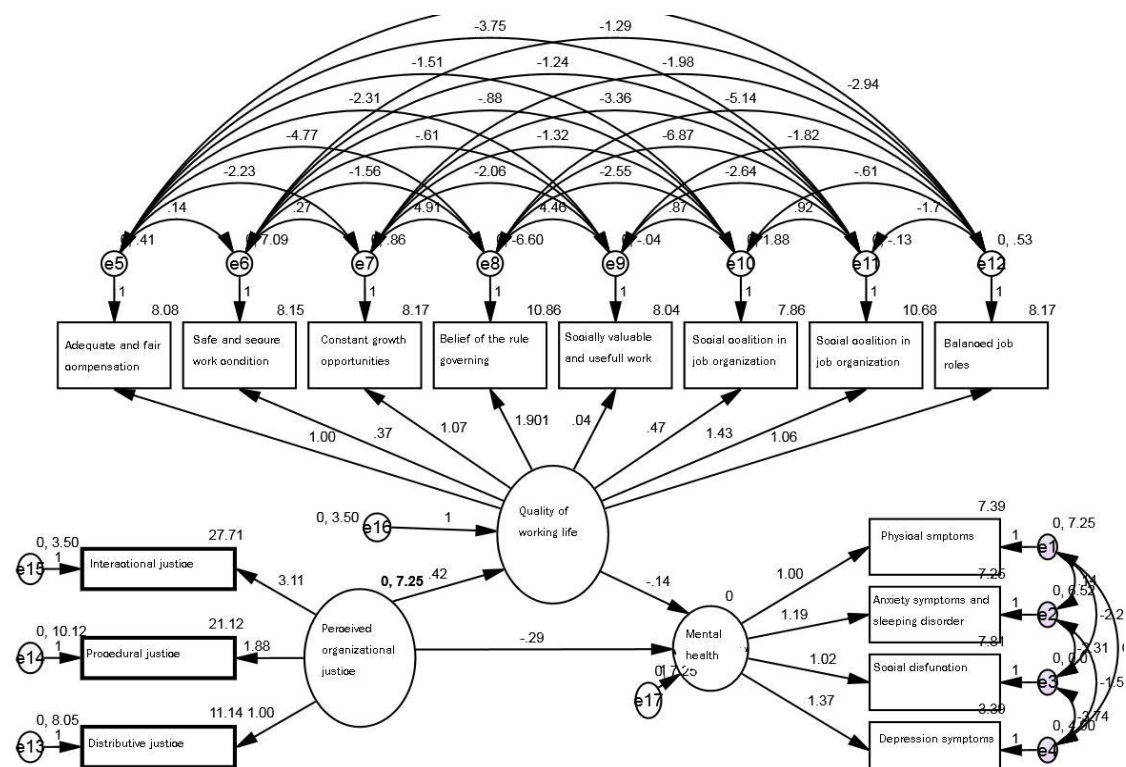 -3.75 -1.29
-1.51 -1.24 -1.98 -2.94
-2.31 -.88 -3.36 -5.14
-4.77 -.61 -1.32 -6.87 -1.82
-2.23 -1.56 -2.06 -2.55 -2.64 -.61
.14 .27 4.91 4.46 .87 .92 -1.7
.41 7.09 .86 -6.60 -.04 1.88 -.13 0, .53
e5 e6 e7 e8 e9 e10 e11 e12
1 1 1 1 1 1 1 1
8.08 8.15 8.17 10.86 8.04 7.86 10.68 8.17
Adequate and fair
compensation
Safe and secure
work condition
Constant growth
opportunities
Belief of the rule
governing
Socially valuable
and usefull work
Social coalition in
job organization
Social coalition in
job organization
Balanced job
roles
1.00 .37 1.07 1.901 .04 .47 1.43 1.06
Quality of
working life
0, 3.50
e16
1
0, 3.50
e15
1
27.71
Interactional justice
3.11
0, 7.25
.42
-.14
0, 10.12
e14
1
21.12
Procedural justice
1.88
Perceived
organizational
justice
-.29
0
Mental
health
e17
0, 8.05
e13
1
11.14
1.00
Distributive justice
7.39
Physical smptoms
1.00
1
0, 7.25
e1
7.25
Anxiety symptoms and
sleeping disorder
1.19
1
0, 6.52
e2
7.81
Social disfunction
1.02
1
e3
3.39
Depression symptoms
1.37
1
e4
.14